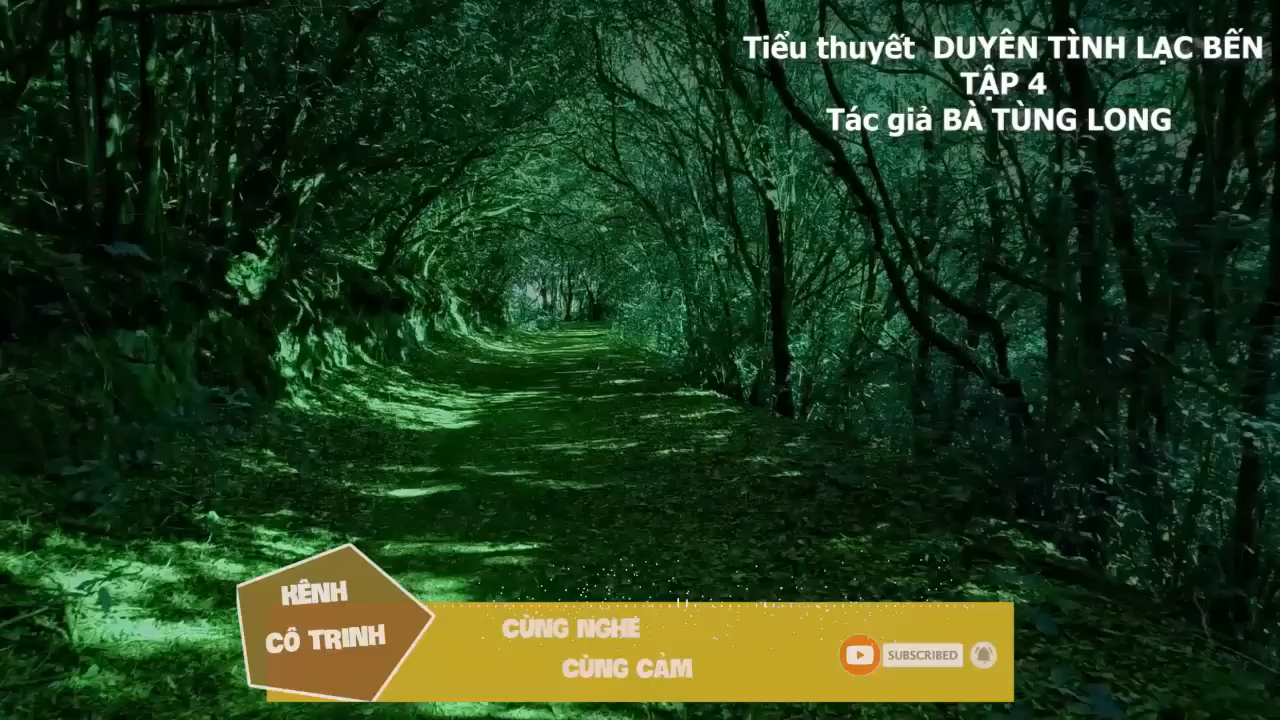 Tiểu thuyết DUYÊN TÌNH LẠC BẾN
TẬP 4
Tác giả BÀ TÙNG LONG
KÊNH
CÔ TRINH
CÙNG NGHE
CÙNG CẢM
SUBSCRIBED